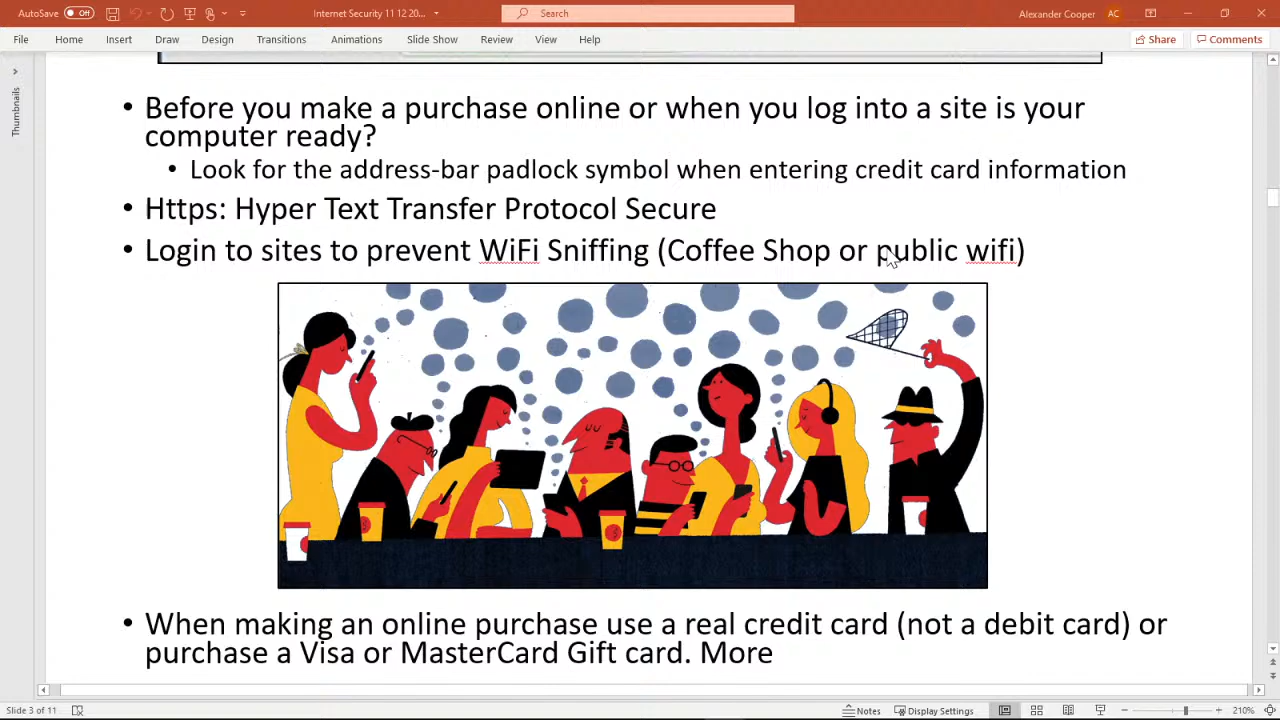 AutoSave Off Internet Security 11 12 20... Search Alexander Cooper AC
File Home Insert Draw Design Transitions Animations Slide Show Review View Help Share Comments
Thumbnails
• Before you make a purchase online or when you log into a site is your
computer ready?
• Look for the address-bar padlock symbol when entering credit card information
• Https: Hyper Text Transfer Protocol Secure
• Login to sites to prevent WiFi Sniffing (Coffee Shop or public wifi)
• When making an online purchase use a real credit card (not a debit card) or
purchase a Visa or MasterCard Gift card. More
Slide 3 of 11 Notes Display Settings 210%